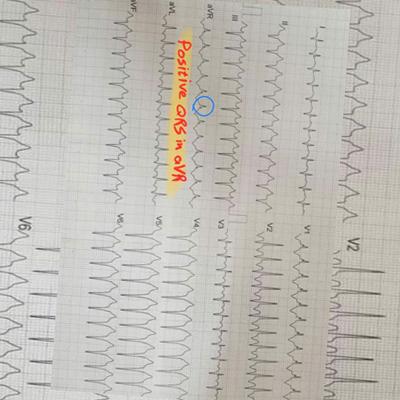 V2
I
V1
II
V2
III
V3
aVR
V4
Positive QRS in aVR
aVL
V5
aVF
V6
V6